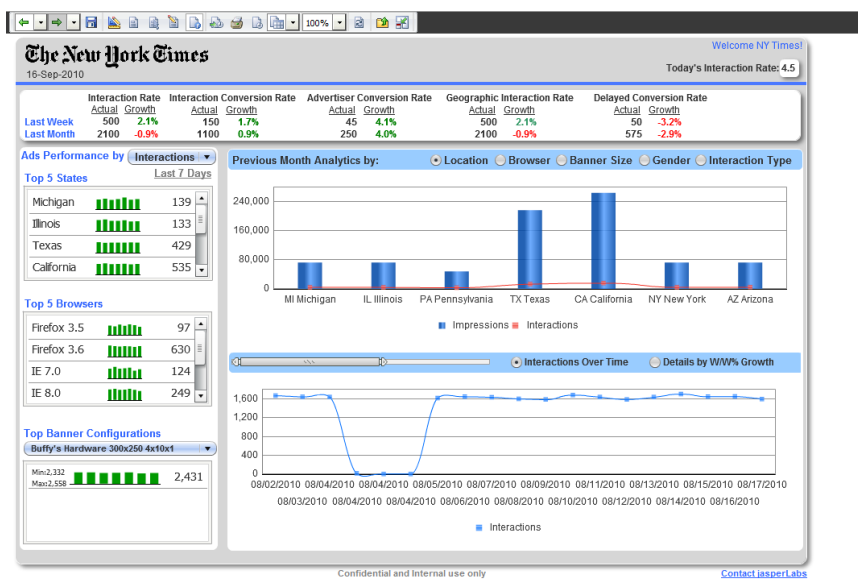 100%
The New York Times
Welcome NY Times!
16-Sep-2010
Today's Interaction Rate: 4.5
Interaction Rate Interaction Conversion Rate Advertiser Conversion Rate Geographic Interaction Rate Delayed Conversion Rate
Actual Growth Actual Growth Actual Growth Actual Growth Actual Growth
Last Week 500 2.1% 150 1.7% 45 4.1% 500 2.1% 50 -3.2%
Last Month 2100 -0.9% 1100 0.9% 250 4.0% 2100 -0.9% 575 -2.9%
Ads Performance by Interactions
Last 7 Days
Top 5 States
Michigan 139
Illinois 133
Texas 429
California 535
Top 5 Browsers
Firefox 3.5 97
Firefox 3.6 630
IE 7.0 124
IE 8.0 249
Top Banner Configurations
Buffy's Hardware 300x250 4x10x1
Min:2,332
Max:2,558
2,431
Previous Month Analytics by: Location Browser Banner Size Gender Interaction Type
240,000
160,000
80,000
0
MI Michigan IL Illinois PA Pennsylvania TX Texas CA California NY New York AZ Arizona
Impressions Interactions
Interactions Over Time Details by W/W% Growth
1,600
1,200
800
400
0
08/02/2010 08/04/2010 08/04/2010 08/05/2010 08/07/2010 08/09/2010 08/11/2010 08/13/2010 08/15/2010 08/17/2010
08/03/2010 08/04/2010 08/04/2010 08/06/2010 08/08/2010 08/10/2010 08/12/2010 08/14/2010 08/16/2010
Interactions
Confidential and Internal use only
Contact jasperLabs